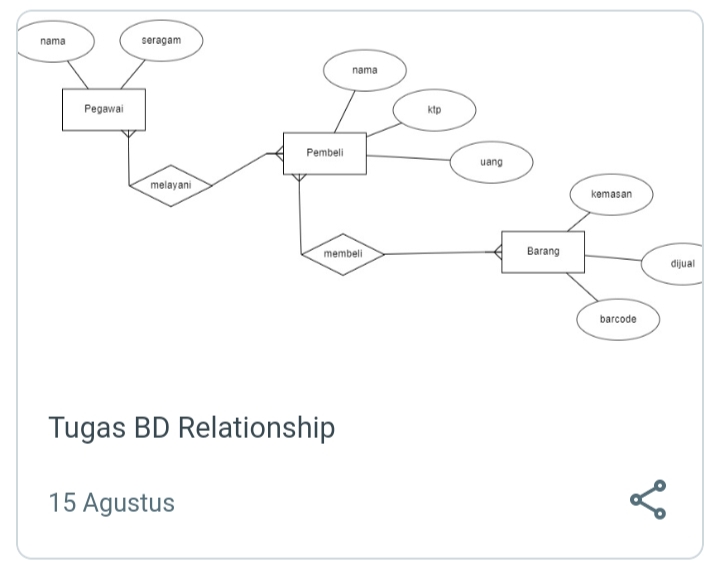 nama
seragam
Pegawai
melayani
nama
ktp
Pembeli
uang
membeli
kemasan
Barang
dijual
barcode
Tugas BD Relationship
15 Agustus